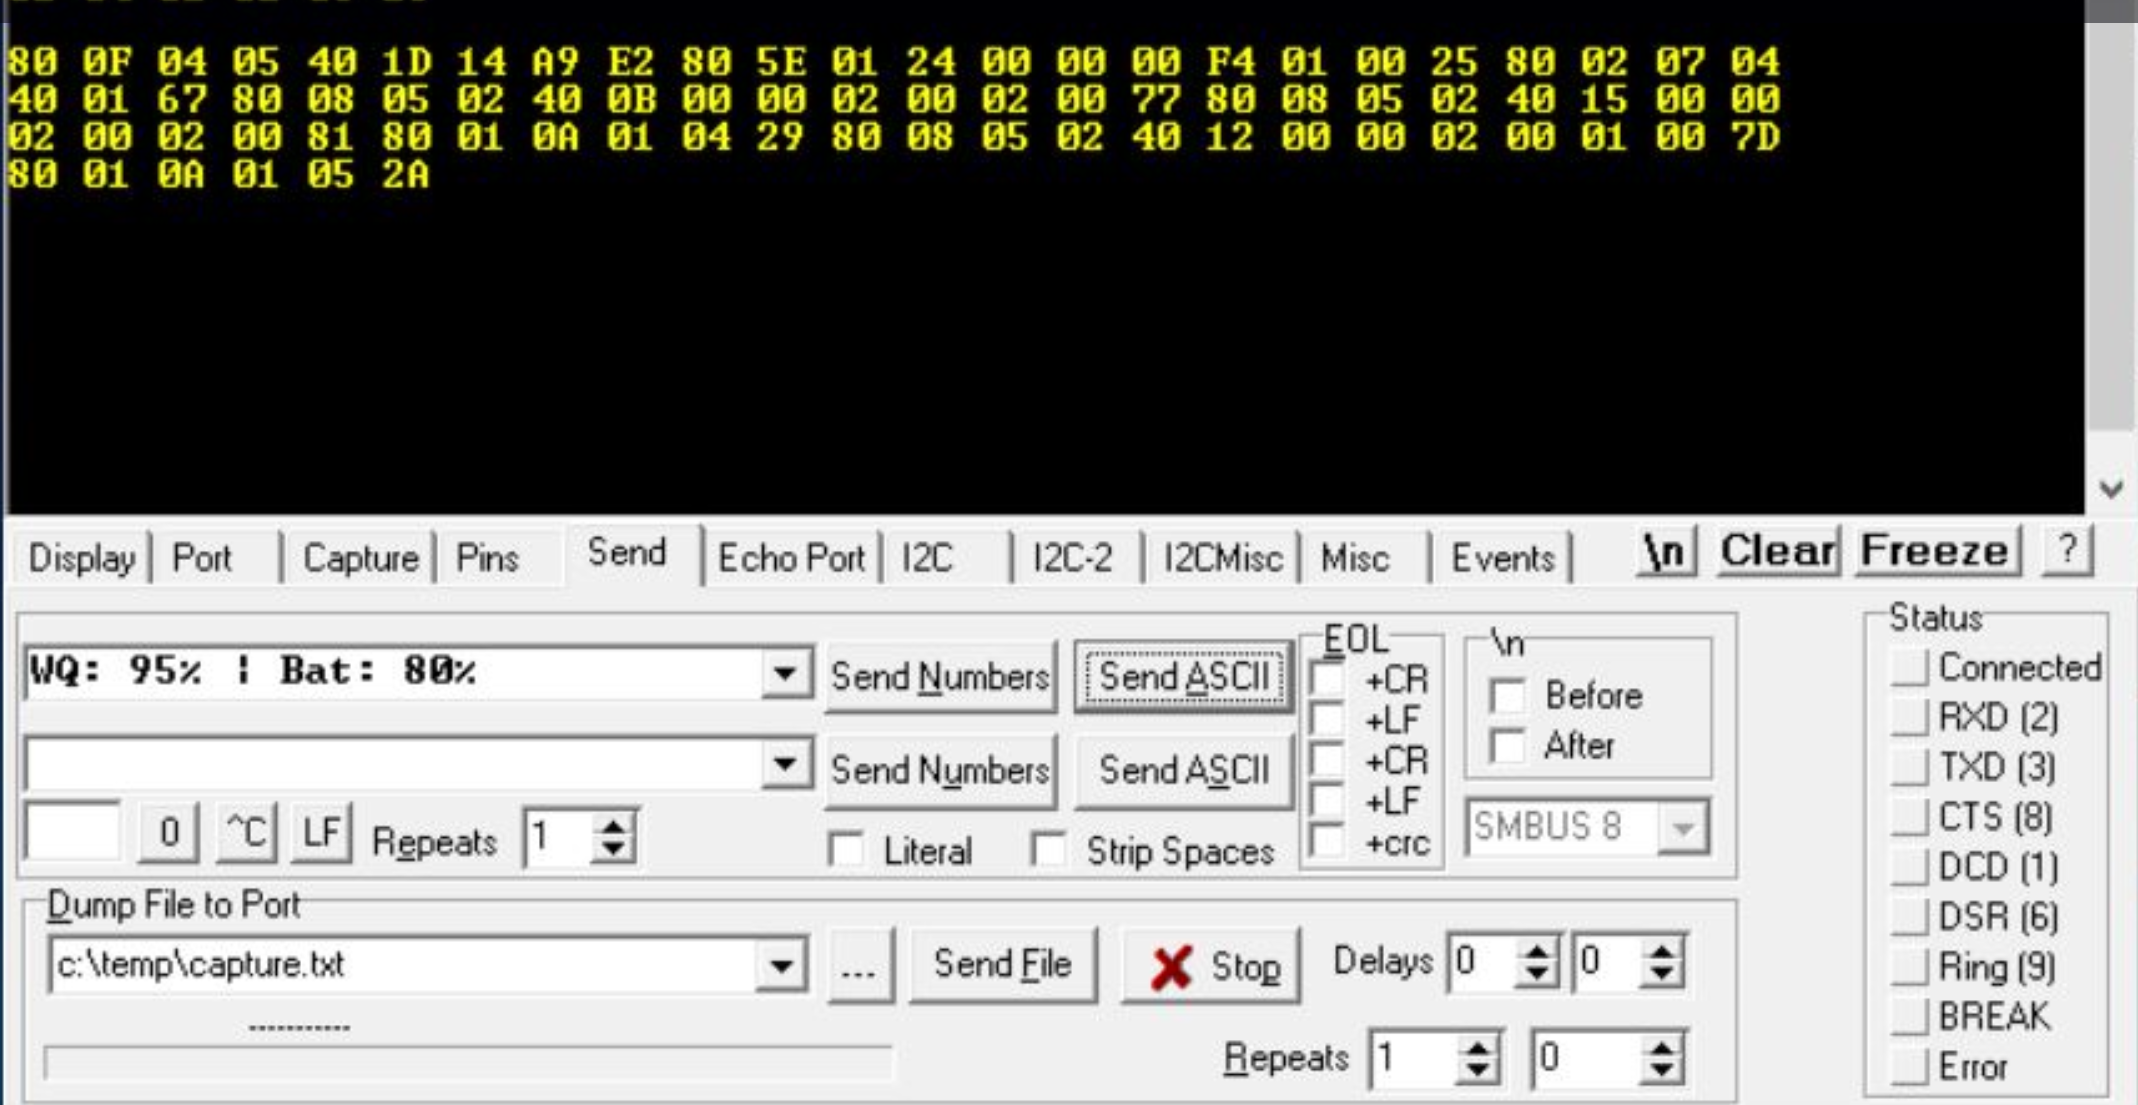 80 0F 04 05 40 1D 14 A9 E2 80 5E 01 24 00 00 00 F4 01 00 25 80 02 07 04
40 01 67 80 08 05 02 40 0B 00 00 02 00 02 00 77 80 08 05 02 40 15 00 00
02 00 02 00 81 80 01 0A 01 04 29 80 08 05 02 40 12 00 00 02 00 01 00 7D
80 01 0A 01 05 2A
Display Port Capture Pins Send Echo Port I2C I2C-2 I2CMisc Misc Events \n Clear Freeze ?
WQ: 95% ¦ Bat: 80% Send Numbers Send ASCII
Send Numbers Send ASCII
0 ^C LF Repeats 1 Literal Strip Spaces
EOL
+CR
+LF
+CR
+LF
+crc
\n
Before
After
SMBUS 8
Dump File to Port
c:\temp\capture.txt ... Send File Stop Delays 0 0
-----------
Repeats 1 0
Status
Connected
RXD (2)
TXD (3)
CTS (8)
DCD (1)
DSR (6)
Ring (9)
BREAK
Error